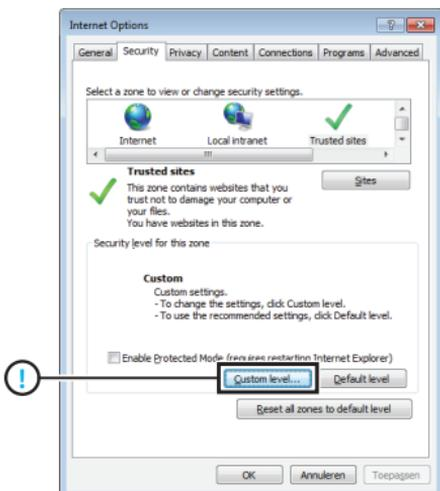 Internet Options
General Security Privacy Content Connections Programs Advanced
Select a zone to view or change security settings.
Internet Local intranet Trusted sites
Trusted sites
Sites
This zone contains websites that you
trust not to damage your computer or
your files.
You have websites in this zone.
Security level for this zone
Custom
Custom settings.
- To change the settings, click Custom level.
- To use the recommended settings, click Default level.
Enable Protected Mode (requires restarting Internet Explorer)
!
Custom level... Default level
Reset all zones to default level
OK Annuleren Toepassen